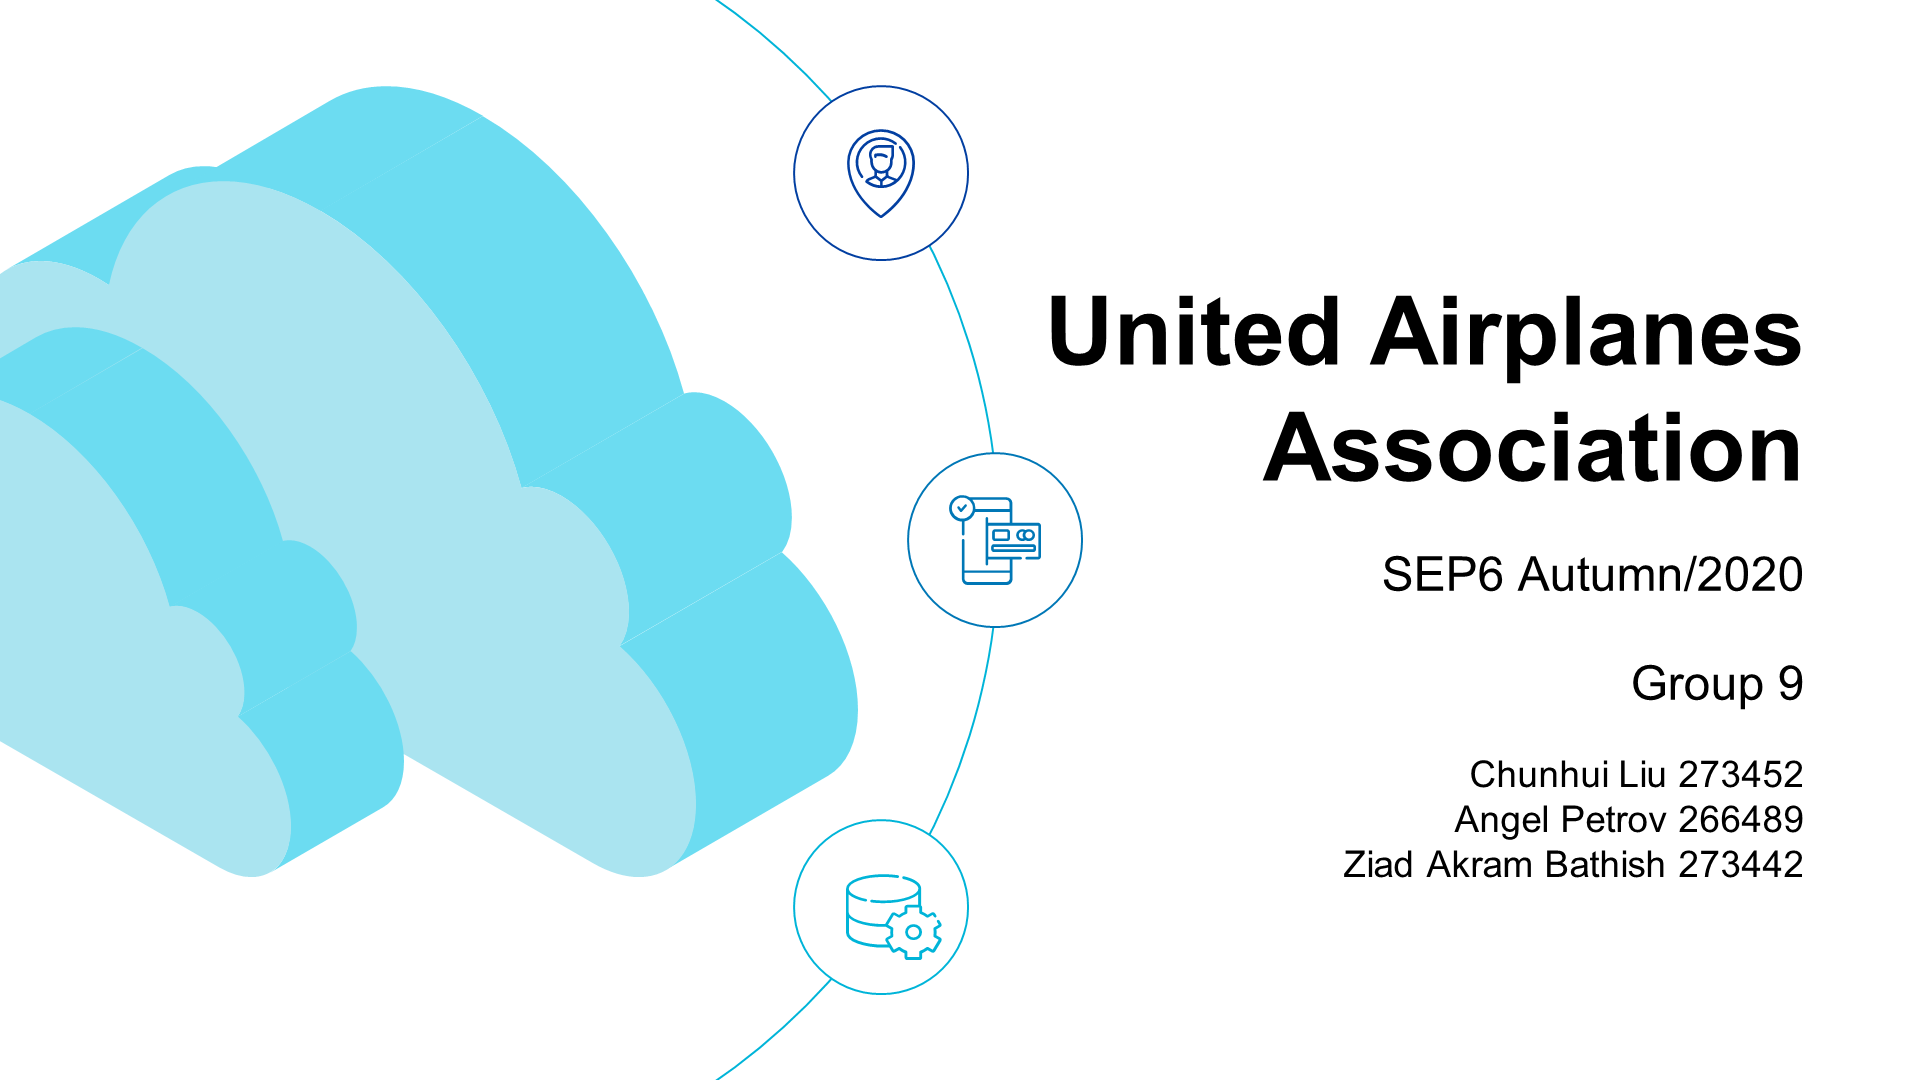 United Airplanes
Association
SEP6 Autumn/2020
Group 9
Chunhui Liu 273452
Angel Petrov 266489
Ziad Akram Bathish 273442